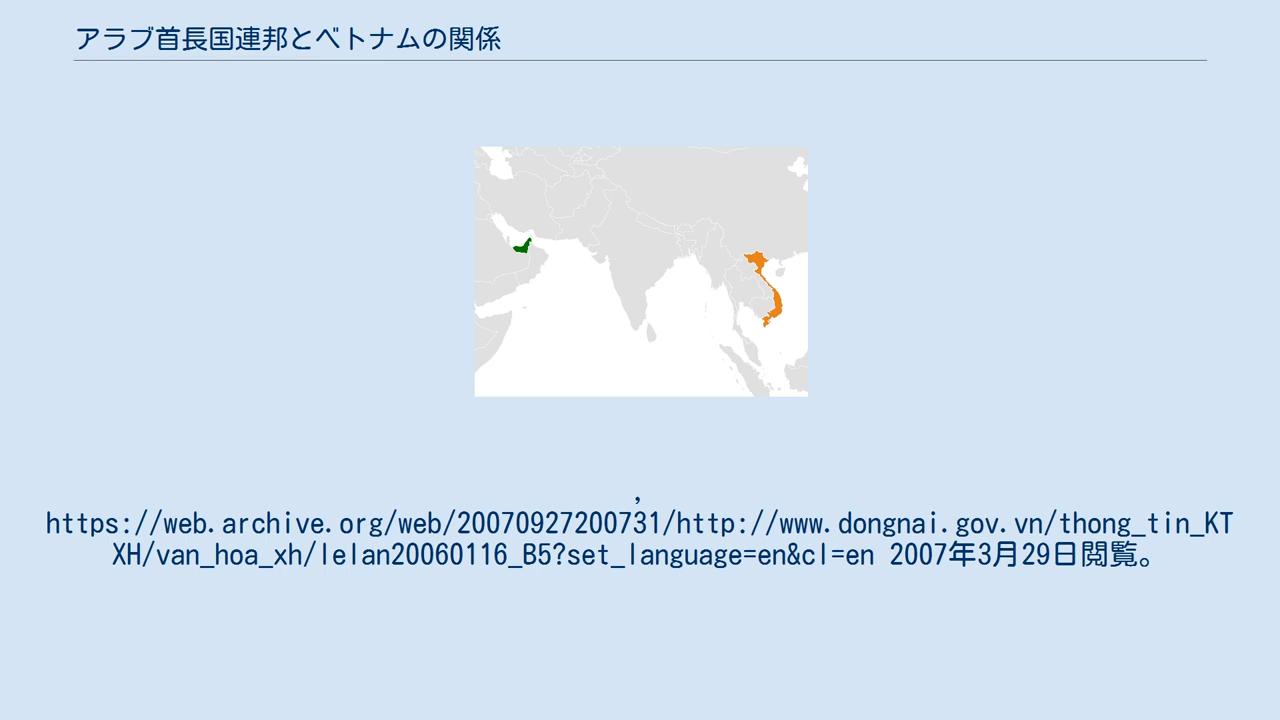 アラブ首長国連邦とベトナムの関係
,
https://web.archive.org/web/20070927200731/http://www.dongnai.gov.vn/thong_tin_KT
XH/van_hoa_xh/lelan20060116_B5?set_language=en&cl=en 2007年3月29日閲覧。